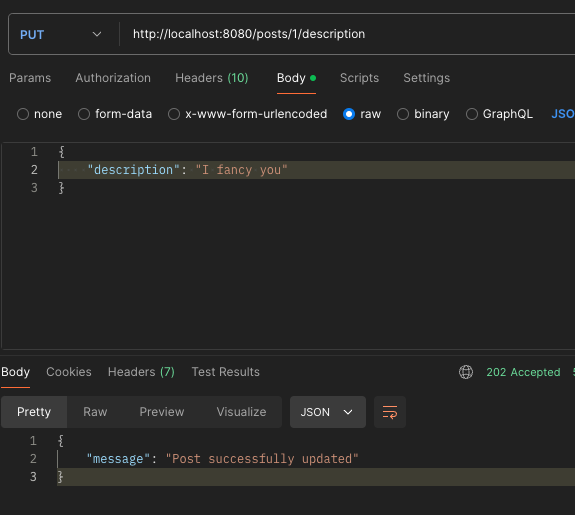 PUT http://localhost:8080/posts/1/description
Params Authorization Headers (10) Body Scripts Settings
none form-data x-www-form-urlencoded raw binary GraphQL JSO
1 {
2 "description": "I fancy you"
3 }
Body Cookies Headers (7) Test Results 202 Accepted
Pretty Raw Preview Visualize JSON
1 {
2 "message": "Post successfully updated"
3 }